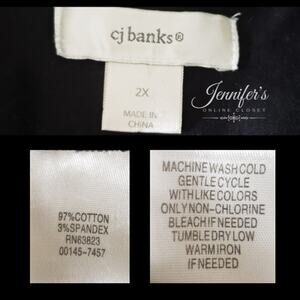 cj banks®
2X
MADE IN
CHINA
Jennifer's
ONLINE CLOSET
97%COTTON
3%SPANDEX
RN63823
00145-7457
MACHINE WASH COLD
GENTLE CYCLE
WITH LIKE COLORS
ONLY NON-CHLORINE
BLEACH IF NEEDED
TUMBLE DRY LOW
WARM IRON
IF NEEDED